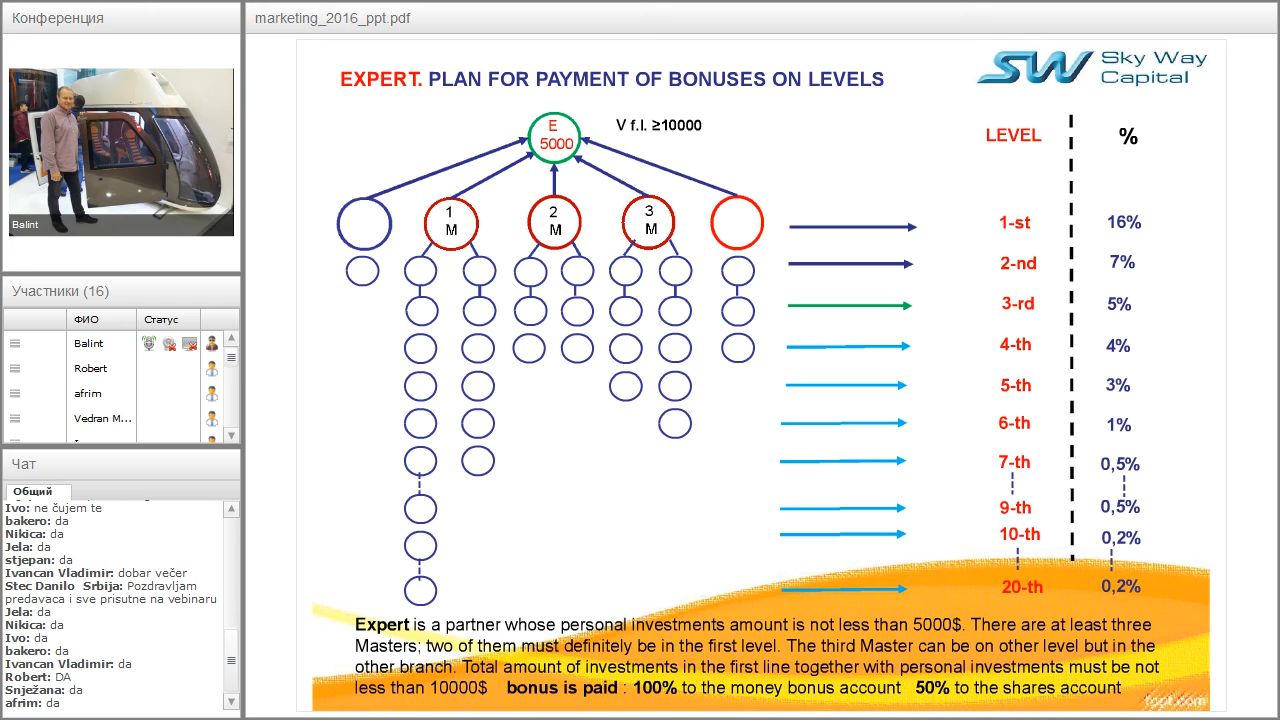 Конференция
Balint
Участники (16)
ФИО Статус
Balint
Robert
afrim
Vedran M...
Чат
Общий
Ivo: ne čujem te
bakero: da
Nikica: da
Jela: da
stjepan: da
Ivancan Vladimir: dobar večer
Stec Danilo Srbija: Pozdravljam
predavaca i sve prisutne na vebinaru
Jela: da
Nikica: da
Ivo: da
bakero: da
Ivancan Vladimir: da
Robert: DA
Snježana: da
afrim: da
marketing_2016_ppt.pdf
EXPERT. PLAN FOR PAYMENT OF BONUSES ON LEVELS
SW Sky Way
Capital
E
5000
V f.l. ≥10000
1
M
2
M
3
M
LEVEL %
1-st 16%
2-nd 7%
3-rd 5%
4-th 4%
5-th 3%
6-th 1%
7-th 0,5%
9-th 0,5%
10-th 0,2%
20-th 0,2%
Expert is a partner whose personal investments amount is not less than 5000$. There are at least three
Masters; two of them must definitely be in the first level. The third Master can be on other level but in the
other branch. Total amount of investments in the first line together with personal investments must be not
less than 10000$ bonus is paid : 100% to the money bonus account 50% to the shares account
fppt.com